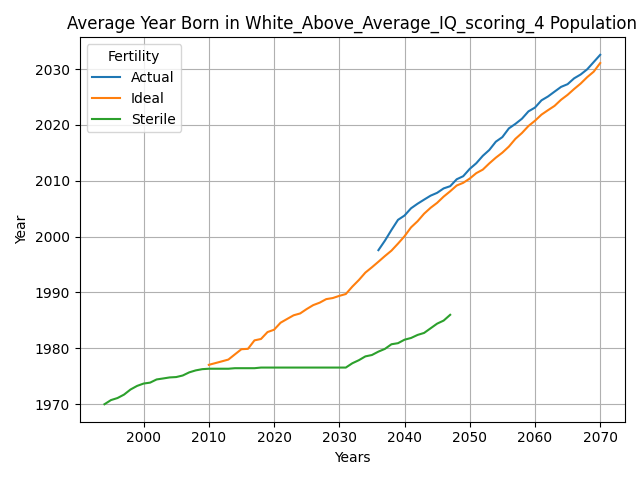 Average Year Born in White_Above_Average_IQ_scoring_4 Population
Fertility
Actual
Ideal
Sterile
Year
2030
2020
2010
2000
1990
1980
1970
2000 2010 2020 2030 2040 2050 2060 2070
Years